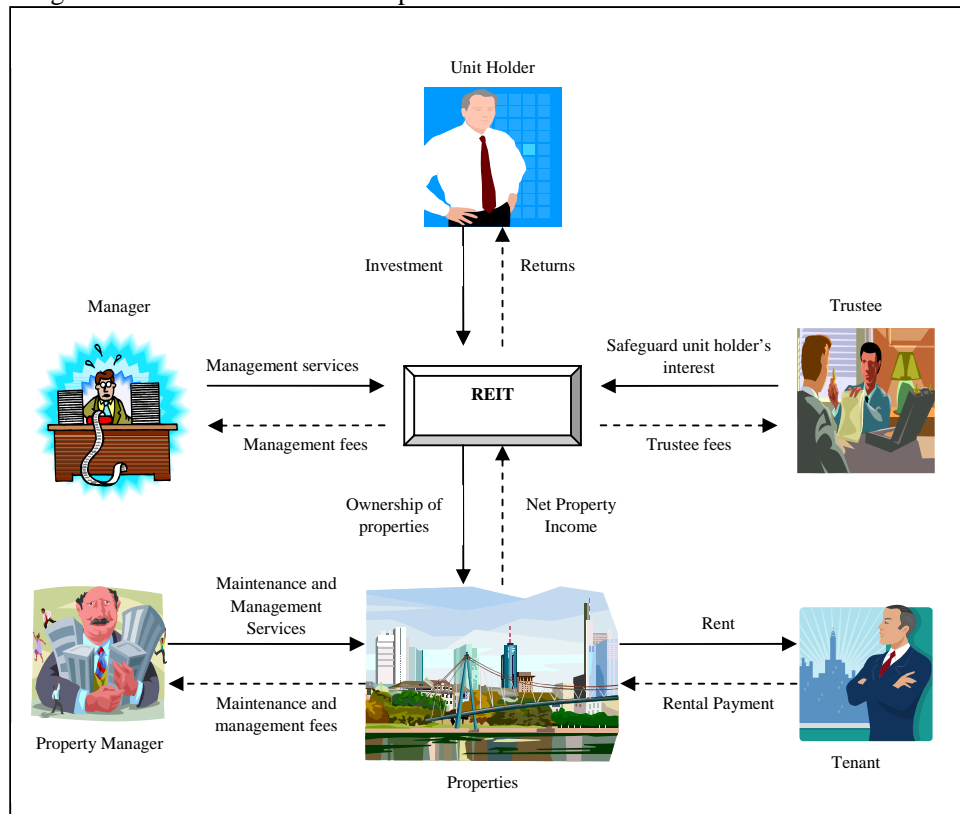 Unit Holder
Investment
Returns
Manager
Trustee
Management services
Safeguard unit holder's
interest
REIT
Management fees
Trustee fees
Ownership of
properties
Net Property
Income
Maintenance and
Management
Services
Rent
Maintenance and
management fees
Rental Payment
Property Manager
Properties
Tenant